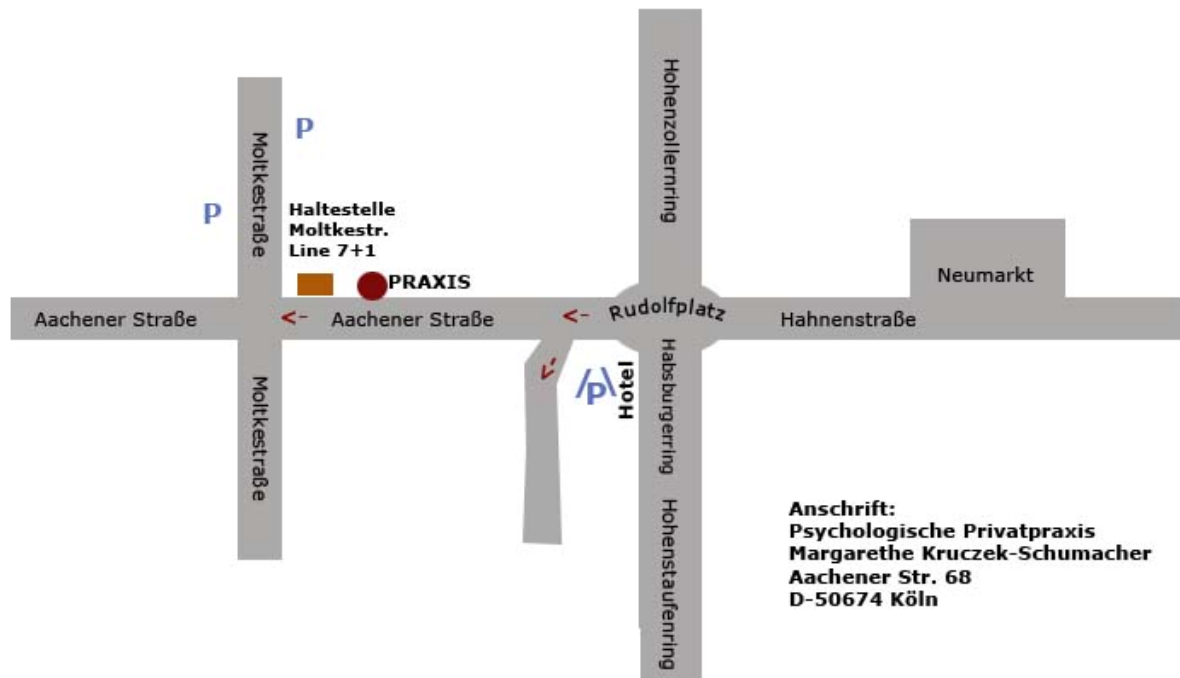 Hohenzollernring
P
Moltkestraße
P
Haltestelle
Moltkestr.
Line 7+1
PRAXIS
Neumarkt
Aachener Straße
<-
Aachener Straße
<-
Rudolfplatz
Hahnenstraße
Moltkestraße
P
Hotel
Habsburgerring
Hohenstaufenring
Anschrift:
Psychologische Privatpraxis
Margarethe Kruczek-Schumacher
Aachener Str. 68
D-50674 Köln